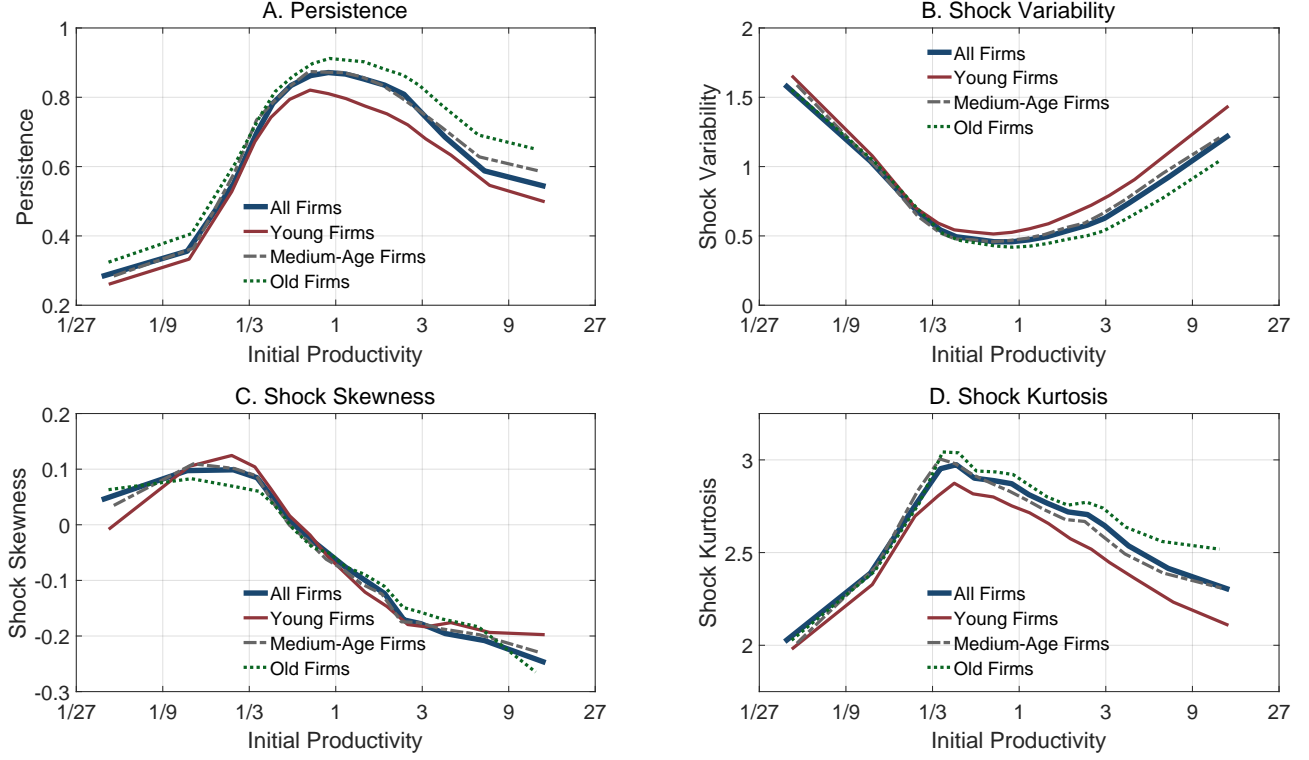 A. Persistence
1
0.8
0.6
0.4
0.2
Persistence
All Firms
Young Firms
Medium-Age Firms
Old Firms
1/27
1/9
1/3
1
3
9
27
Initial Productivity
B. Shock Variability
2
1.5
1
0.5
0
Shock Variability
All Firms
Young Firms
Medium-Age Firms
Old Firms
1/27
1/9
1/3
1
3
9
27
Initial Productivity
C. Shock Skewness
0.2
0.1
0
-0.1
-0.2
-0.3
Shock Skewness
All Firms
Young Firms
Medium-Age Firms
Old Firms
1/27
1/9
1/3
1
3
9
27
Initial Productivity
D. Shock Kurtosis
3
2.5
2
Shock Kurtosis
All Firms
Young Firms
Medium-Age Firms
Old Firms
1/27
1/9
1/3
1
3
9
27
Initial Productivity